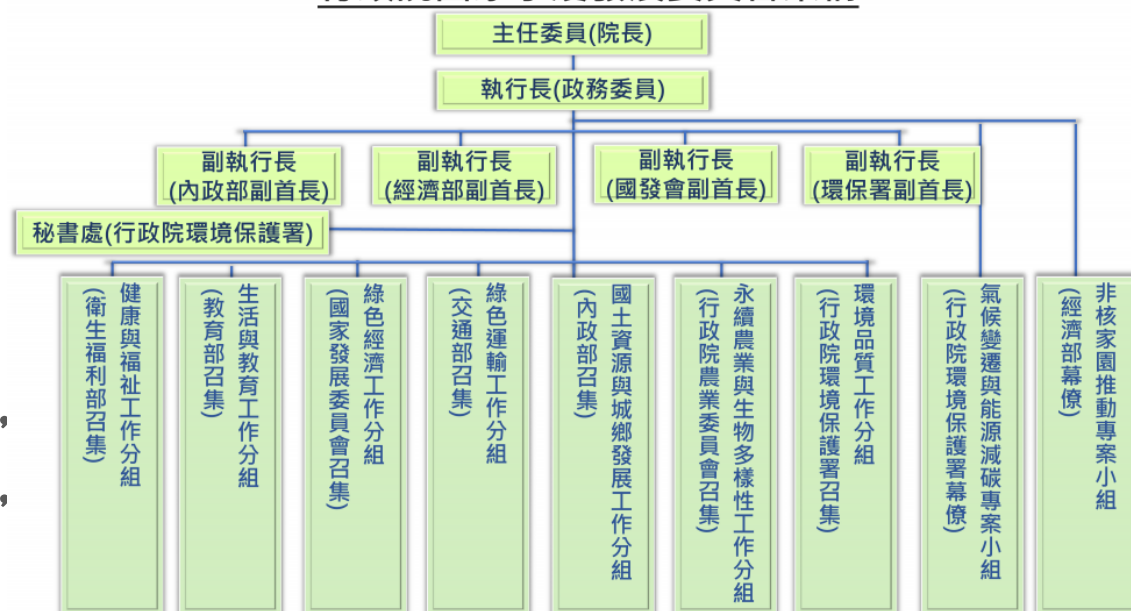 主任委員(院長)
執行長(政務委員)
副執行長
(內政部副首長)
副執行長
(經濟部副首長)
副執行長
(國發會副首長)
副執行長
(環保署副首長)
秘書處(行政院環境保護署)
健康與福祉工作分組
(衛生福利部召集)
生活與教育工作分組
(教育部召集)
綠色經濟工作分組
(國家發展委員會召集)
綠色運輸工作分組
(交通部召集)
國土資源與城鄉發展工作分組
(內政部召集)
永續農業與生物多樣性工作分組
(行政院農業委員會召集)
環境品質工作分組
(行政院環境保護署召集)
氣候變遷與能源減碳專案小組
(行政院環境保護署幕僚)
非核家園推動專案小組
(經濟部幕僚)
,
,